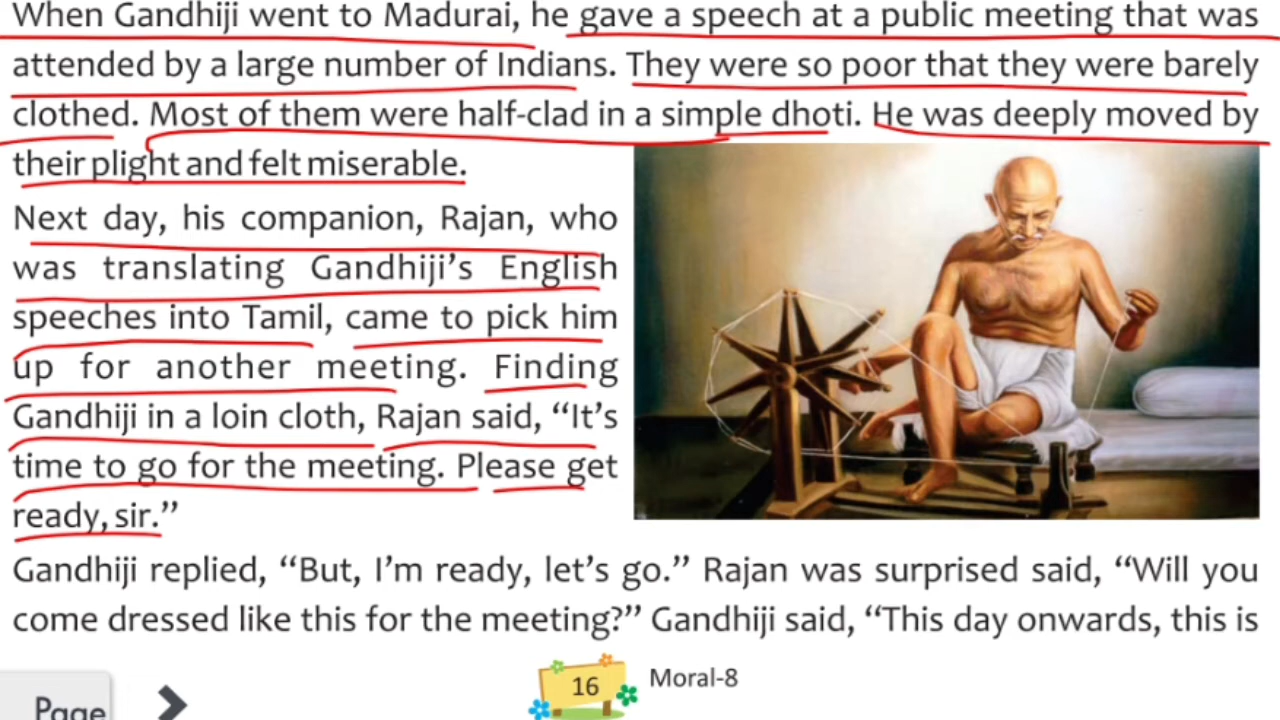 When Gandhiji went to Madurai, he gave a speech at a public meeting that was
attended by a large number of Indians. They were so poor that they were barely
clothed. Most of them were half-clad in a simple dhoti. He was deeply moved by
their plight and felt miserable.
Next day, his companion, Rajan, who
was translating Gandhiji’s English
speeches into Tamil, came to pick him
up for another meeting. Finding
Gandhiji in a loin cloth, Rajan said, “It’s
time to go for the meeting. Please get
ready, sir.”
Gandhiji replied, “But, I’m ready, let’s go.” Rajan was surprised said, “Will you
come dressed like this for the meeting?” Gandhiji said, “This day onwards, this is
16
Moral-8
Page